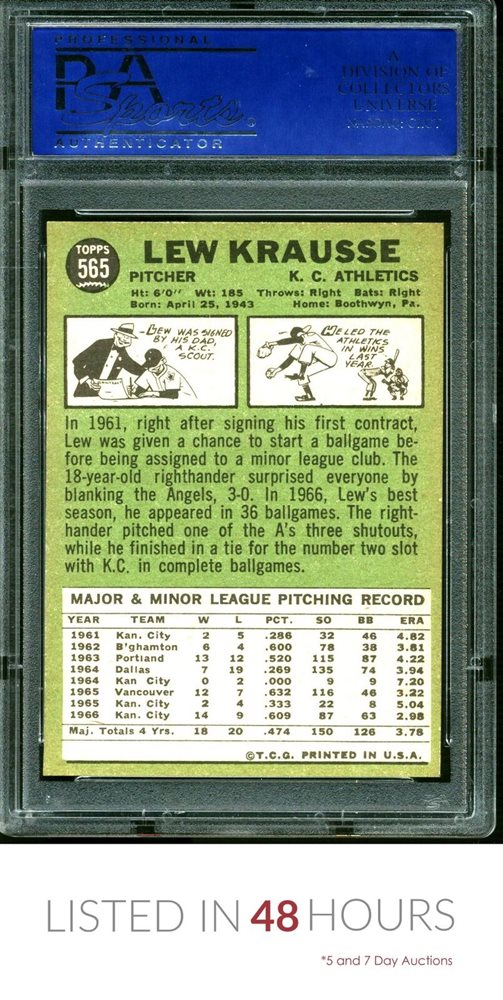 PROFESSIONAL
PSA
Sports
AUTHENTICATOR
A
DIVISION OF
COLLECTORS
UNIVERSE
NASDAQ: CLCT
TOPPS
565
LEW KRAUSSE
PITCHER K. C. ATHLETICS
Ht: 6'0" Wt: 185 Throws: Right Bats: Right
Born: April 25, 1943 Home: Boothwyn, Pa.
LEW WAS SIGNED
BY HIS DAD,
A K.C.
SCOUT.
HE LED THE
ATHLETICS
IN WINS
LAST
YEAR.
In 1961, right after signing his first contract,
Lew was given a chance to start a ballgame be-
fore being assigned to a minor league club. The
18-year-old righthander surprised everyone by
blanking the Angels, 3-0. In 1966, Lew's best
season, he appeared in 36 ballgames. The right-
hander pitched one of the A's three shutouts,
while he finished in a tie for the number two slot
with K.C. in complete ballgames.
MAJOR & MINOR LEAGUE PITCHING RECORD
YEAR TEAM W L PCT. SO BB ERA
1961 Kan. City 2 5 .286 32 46 4.82
1962 B'ghamton 6 4 .600 78 38 3.81
1963 Portland 13 12 .520 115 87 4.22
1964 Dallas 7 19 .269 135 74 3.94
1964 Kan City 0 2 .000 9 9 7.20
1965 Vancouver 12 7 .632 116 46 3.22
1965 Kan. City 2 4 .333 22 8 5.04
1966 Kan. City 14 9 .609 87 63 2.98
Maj. Totals 4 Yrs. 18 20 .474 150 126 3.78
©T.C.G. PRINTED IN U.S.A.
LISTED IN 48 HOURS
*5 and 7 Day Auctions